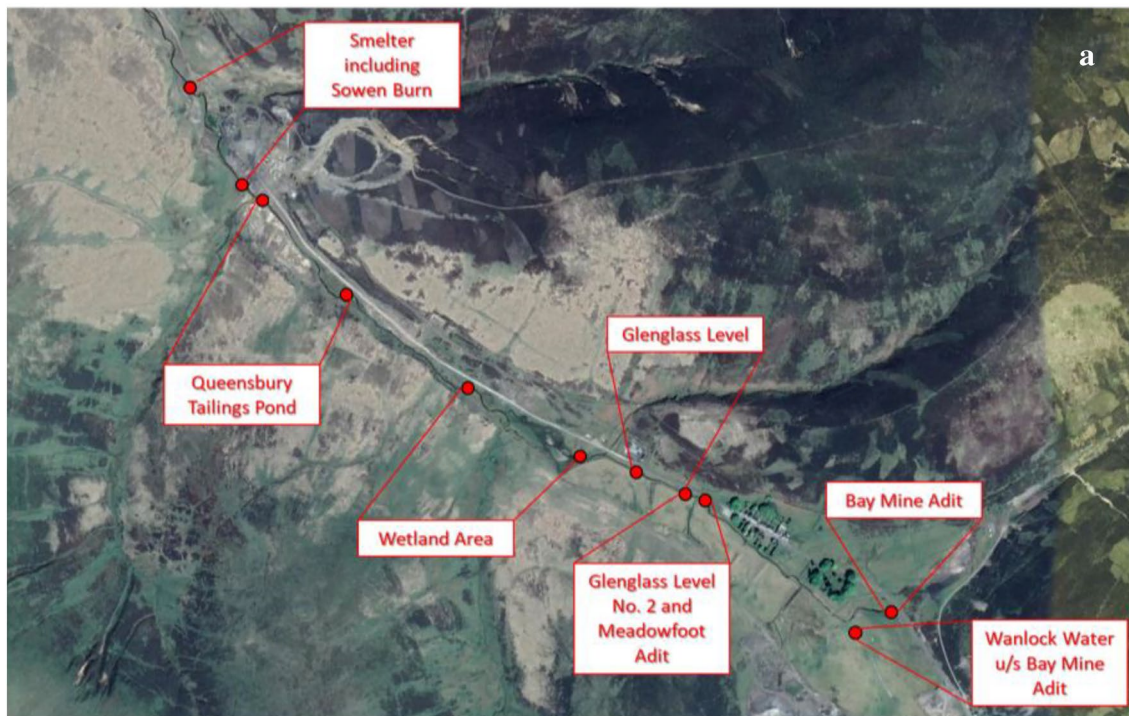 Smelter
including
Sowen Burn
a
Glenglass Level
Queensbury
Tailings Pond
Bay Mine Adit
Wetland Area
Glenglass Level
No. 2 and
Meadowfoot
Adit
Wanlock Water
u/s Bay Mine
Adit